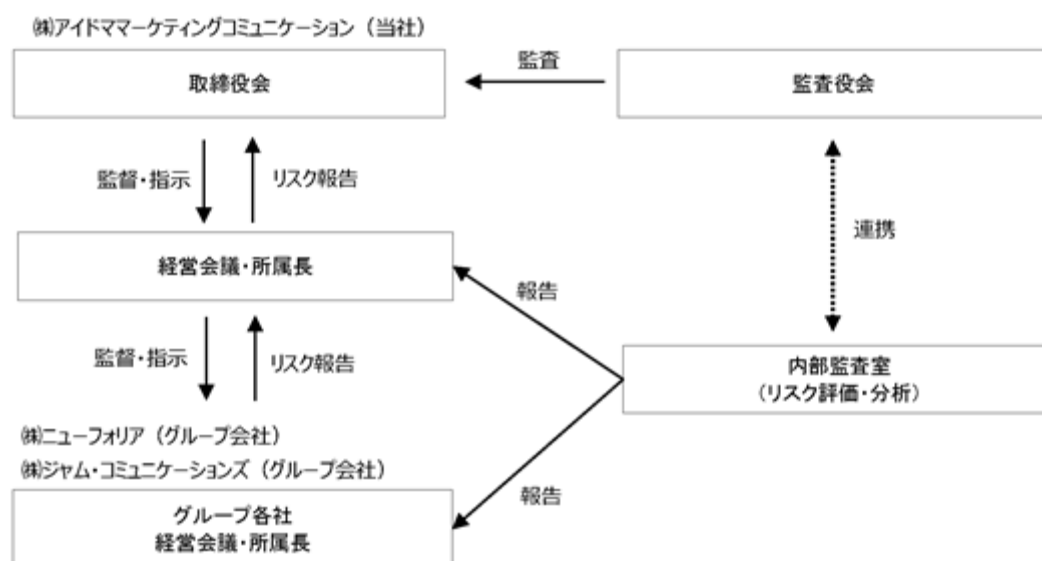 ㈱アイドママーケティングコミュニケーション（当社）
取締役会
監査
監査役会
監督・指示
リスク報告
連携
経営会議・所属長
報告
監督・指示
リスク報告
内部監査室
（リスク評価・分析）
㈱ニューフォリア（グループ会社）
㈱ジャム・コミュニケーションズ（グループ会社）
報告
グループ各社
経営会議・所属長